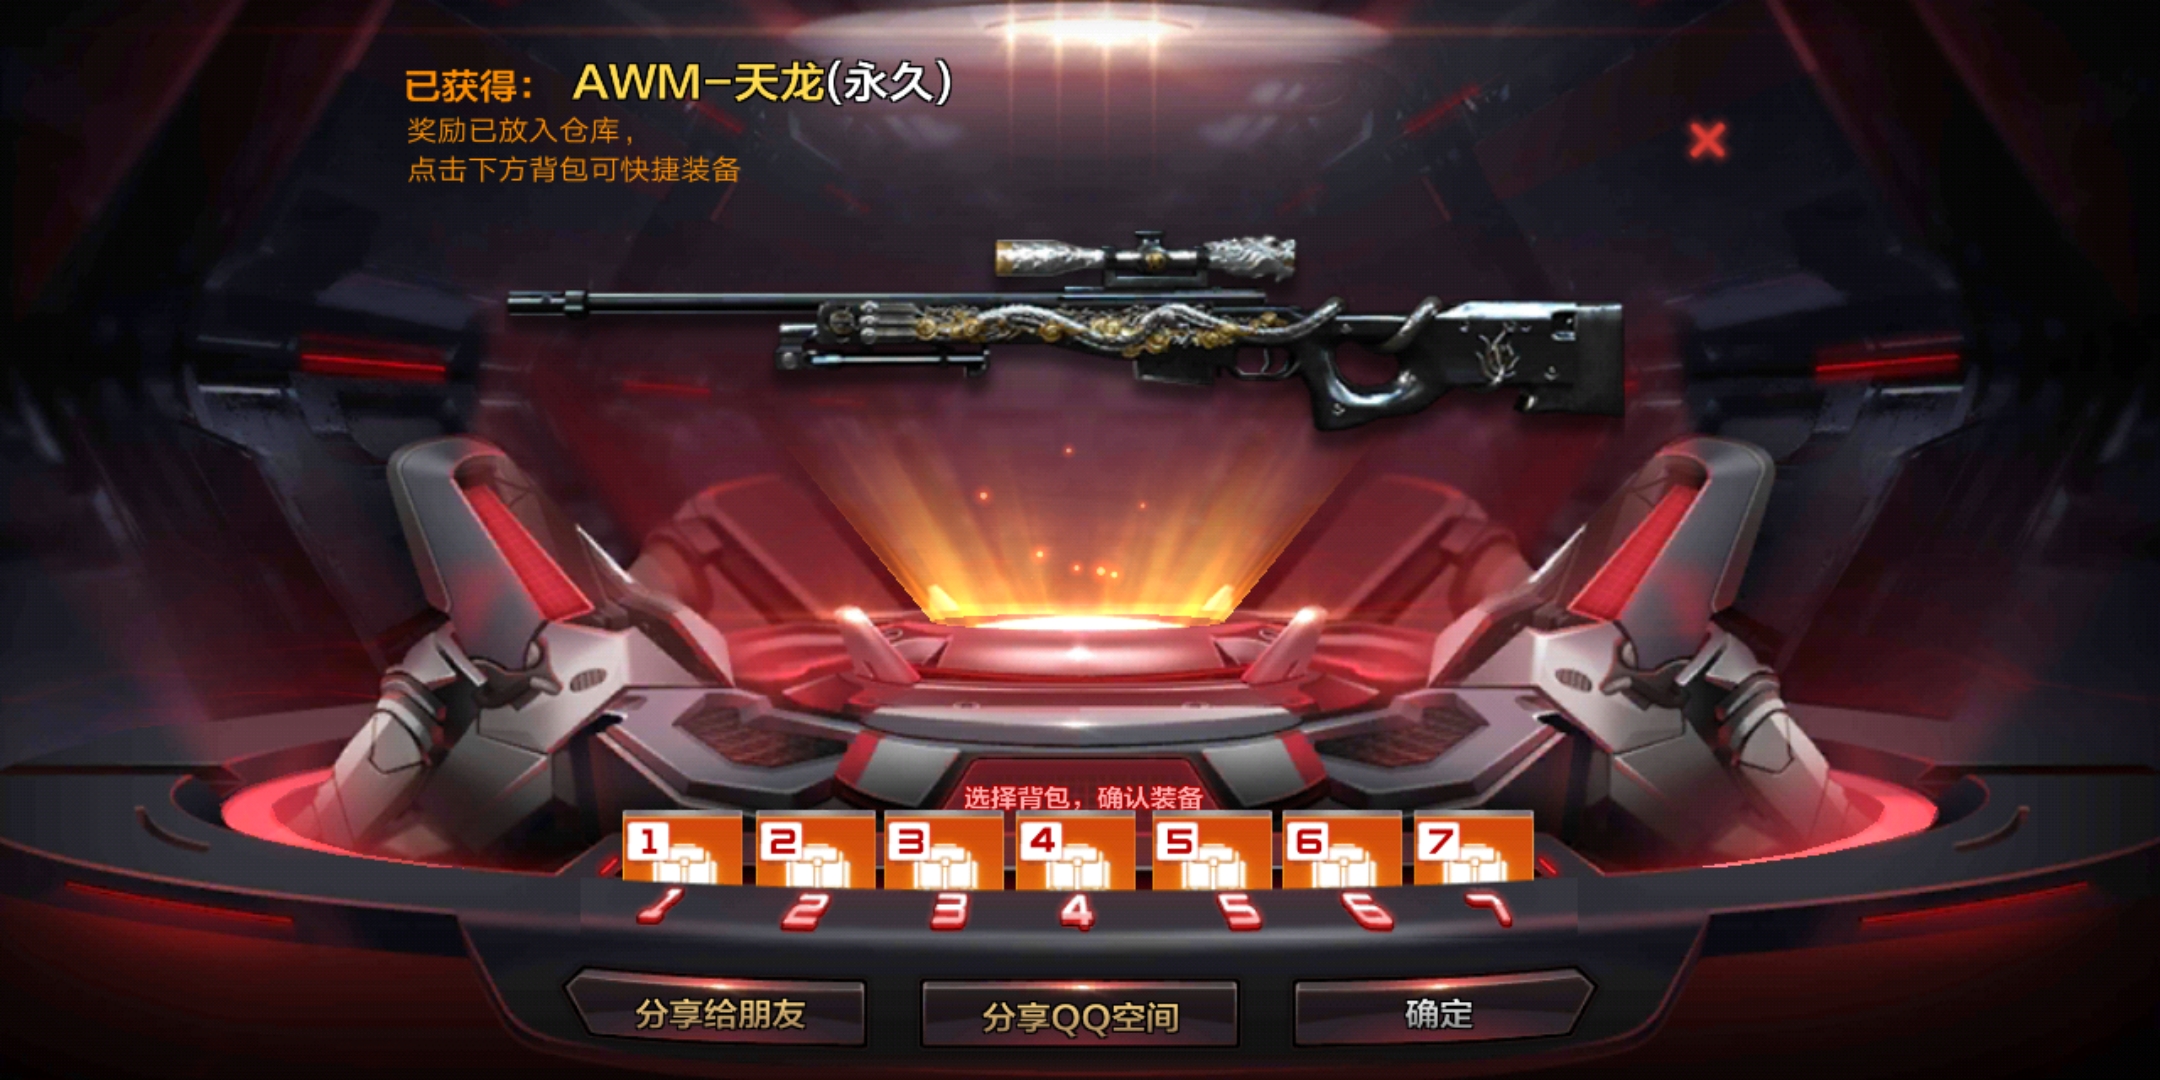 已获得： AWM-天龙(永久)
奖励已放入仓库，
点击下方背包可快捷装备
选择背包，确认装备
1 2 3 4 5 6 7
1 2 3 4 5 6 7
分享给朋友 分享QQ空间 确定